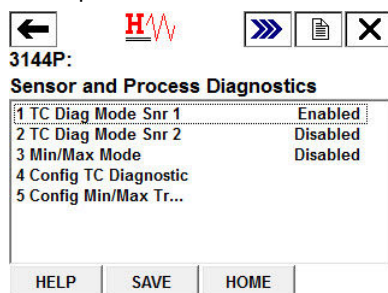 H
3144P:
Sensor and Process Diagnostics
1 TC Diag Mode Snr 1 Enabled
2 TC Diag Mode Snr 2 Disabled
3 Min/Max Mode Disabled
4 Config TC Diagnostic
5 Config Min/Max Tr...
HELP SAVE HOME